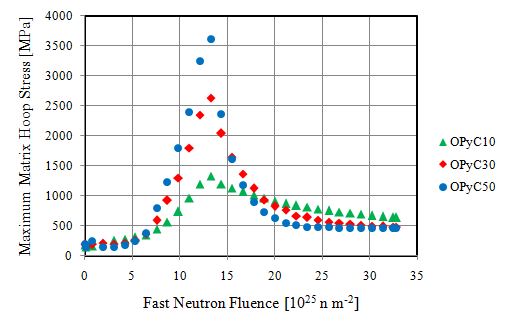 Maximum Matrix Hoop Stress [MPa]
4000
3500
3000
2500
2000
1500
1000
500
0
0 5 10 15 20 25 30 35
Fast Neutron Fluence [10²⁵ n m⁻²]
OPyC10
OPyC30
OPyC50